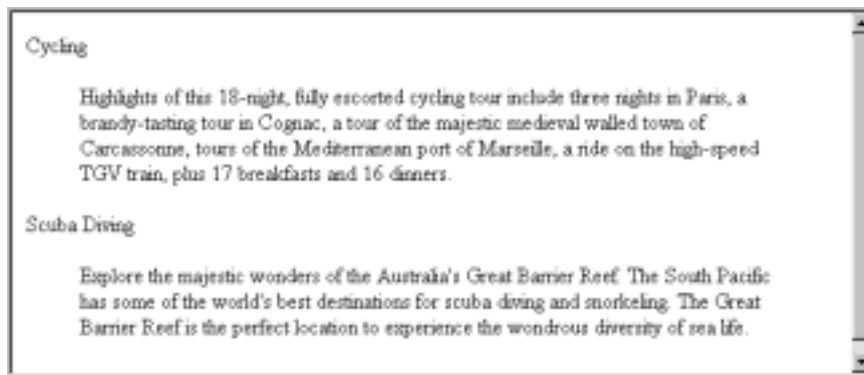 Cycling
Highlights of this 18-night, fully escorted cycling tour include three nights in Paris, a
brandy-tasting tour in Cognac, a tour of the majestic medieval walled town of
Carcassonne, tours of the Mediterranean port of Marseille, a ride on the high-speed
TGV train, plus 17 breakfasts and 16 dinners.
Scuba Diving
Explore the majestic wonders of the Australia's Great Barrier Reef. The South Pacific
has some of the world's best destinations for scuba diving and snorkeling. The Great
Barrier Reef is the perfect location to experience the wondrous diversity of sea life.